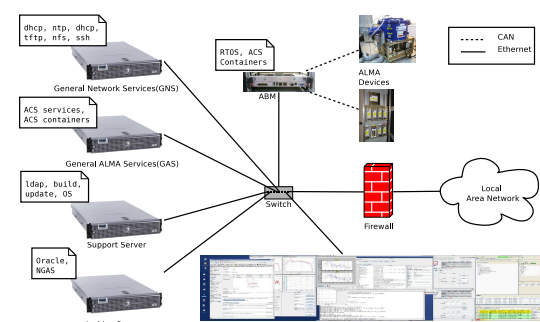 dhcp, ntp, dhcp,
tftp, nfs, ssh
General Network Services(GNS)
RTOS, ACS
Containers
ABM
ALMA
Devices
CAN
Ethernet
ACS services,
ACS containers
General ALMA Services(GAS)
ldap, build,
update, OS
Support Server
Switch
Firewall
Local
Area Network
Oracle,
NGAS